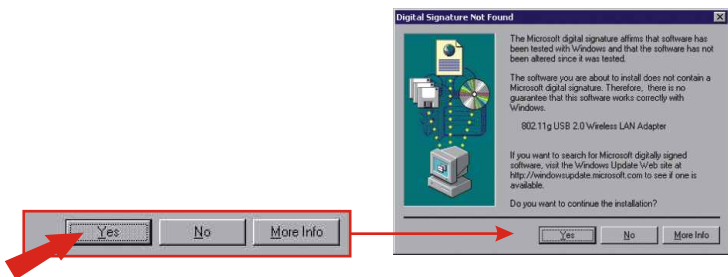 Digital Signature Not Found
The Microsoft digital signature affirms that software has
been tested with Windows and that the software has not
been altered since it was tested.
The software you are about to install does not contain a
Microsoft digital signature. Therefore, there is no
guarantee that this software works correctly with
Windows.
802.11g USB 2.0 Wireless LAN Adapter
If you want to search for Microsoft digitally signed
software, visit the Windows Update Web site at
http://windowsupdate.microsoft.com to see if one is
available.
Do you want to continue the installation?
Yes No More Info
Yes No More Info